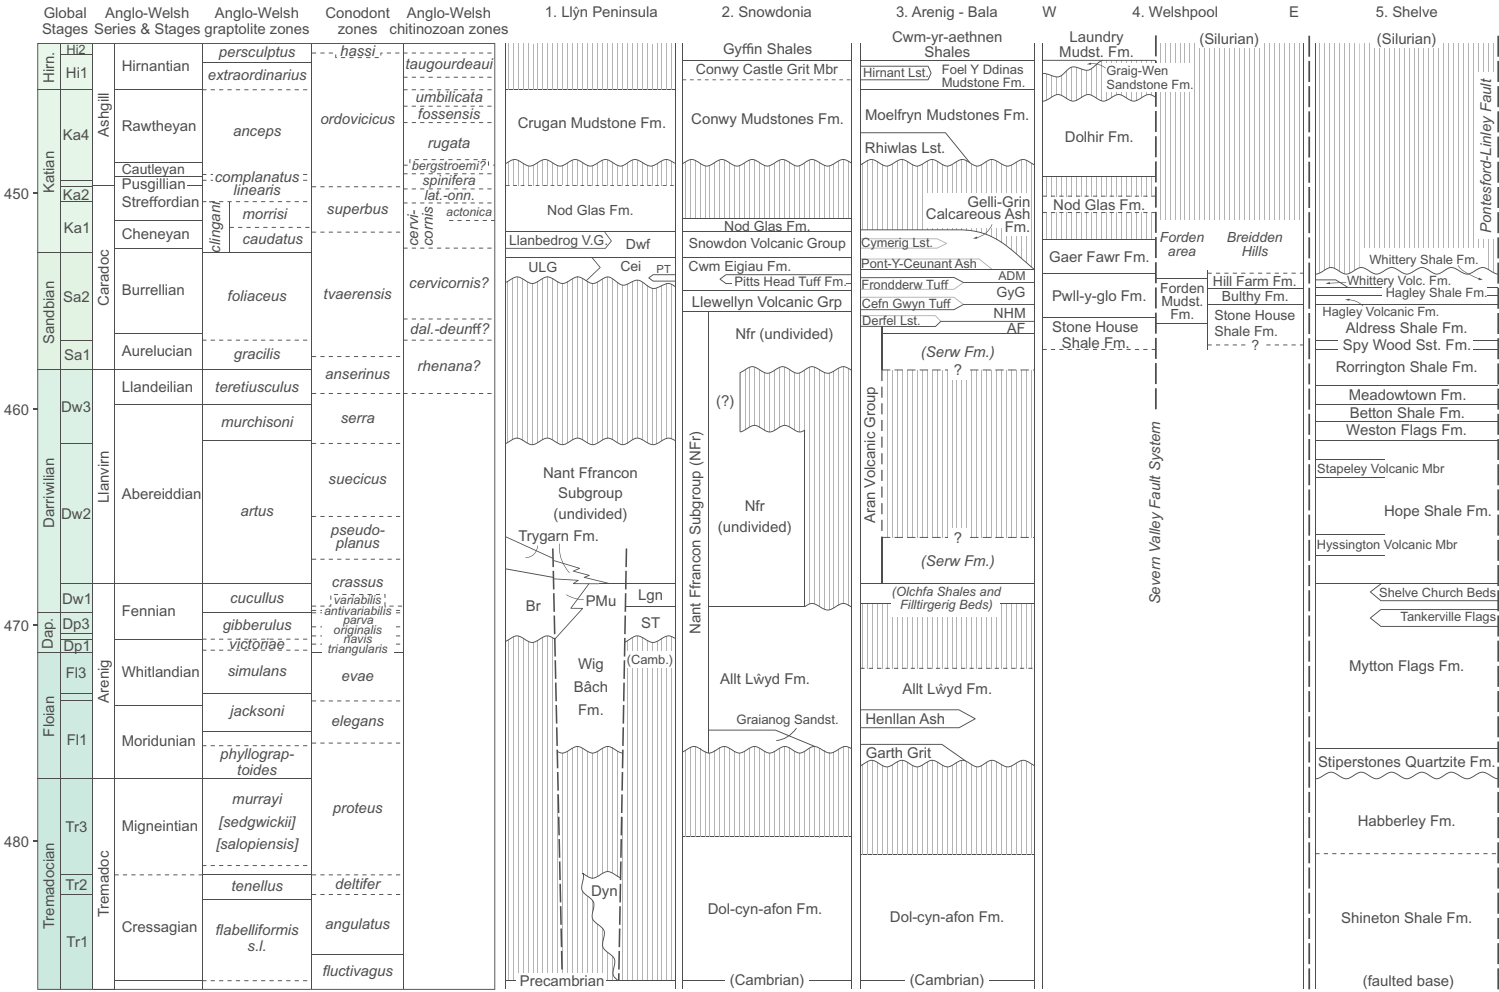 Global Stages
Anglo-Welsh Series & Stages
Anglo-Welsh graptolite zones
Conodont zones
Anglo-Welsh chitinozoan zones
1. Llŷn Peninsula
2. Snowdonia
3. Arenig - Bala
W
4. Welshpool
E
5. Shelve
450
460
470
480
Hirn.
Katian
Sandbian
Darriwilian
Dap.
Floian
Tremadocian
Hi2
Hi1
Ka4
Ka2
Ka1
Sa2
Sa1
Dw3
Dw2
Dw1
Dp3
Dp1
Fl3
Fl1
Tr3
Tr2
Tr1
Ashgill
Caradoc
Llanvirn
Arenig
Tremadoc
Hirnantian
Rawtheyan
Cautleyan
Pusgillian
Streffordian
Cheneyan
Burrellian
Aurelucian
Llandeilian
Abereiddian
Fennian
Whitlandian
Moridunian
Migneintian
Cressagian
persculptus
extraordinarius
anceps
complanatus
linearis
clingani
morrisi
caudatus
foliaceus
gracilis
teretiusculus
murchisoni
artus
cucullus
gibberulus
victoriae
simulans
jacksoni
phyllograp-
toides
murrayi
[sedgwickii]
[salopiensis]
tenellus
flabelliformis
s.l.
hassi
ordovicicus
superbus
tvaerensis
anserinus
serra
suecicus
pseudo-
planus
crassus
variabilis
antivariabilis
parva
originalis
navis
triangularis
evae
elegans
proteus
deltifer
angulatus
fluctivagus
taugourdeaui
umbilicata
fossensis
rugata
bergstroemi?
spinifera
lat.-onn.
cervi-
cornis
actonica
cervicornis?
dal.-deunff?
rhenana?
Crugan Mudstone Fm.
Nod Glas Fm.
Llanbedrog V.G.
Dwf
ULG
Cei
PT
Nant Ffrancon
Subgroup
(undivided)
Trygarn Fm.
Br
PMu
Lgn
ST
(Camb.)
Wig
Bâch
Fm.
Dyn
Precambrian
Gyffin Shales
Conwy Castle Grit Mbr
Conwy Mudstones Fm.
Nod Glas Fm.
Snowdon Volcanic Group
Cwm Eigiau Fm.
Pitts Head Tuff Fm.
Llewellyn Volcanic Grp
Nfr (undivided)
(?)
Nant Ffrancon Subgroup (NFr)
Nfr
(undivided)
Allt Lŵyd Fm.
Graianog Sandst.
Dol-cyn-afon Fm.
(Cambrian)
Cwm-yr-aethnen
Shales
Hirnant Lst.
Foel Y Ddinas
Mudstone Fm.
Moelfryn Mudstones Fm.
Rhiwlas Lst.
Gelli-Grin
Calcareous Ash
Fm.
Cymerig Lst.
Pont-Y-Ceunant Ash
Frondderw Tuff
ADM
GyG
Cefn Gwyn Tuff
NHM
Derfel Lst.
AF
(Serw Fm.)
?
Aran Volcanic Group
?
(Serw Fm.)
(Olchfa Shales and
Filltirgerig Beds)
Allt Lŵyd Fm.
Henllan Ash
Garth Grit
Dol-cyn-afon Fm.
(Cambrian)
Laundry
Mudst. Fm.
Graig-Wen
Sandstone Fm.
Dolhir Fm.
Nod Glas Fm.
Gaer Fawr Fm.
Pwll-y-glo Fm.
Stone House
Shale Fm.
Severn Valley Fault System
(Silurian)
Forden
area
Breidden
Hills
Forden
Mudst.
Fm.
Hill Farm Fm.
Bulthy Fm.
Stone House
Shale Fm.
?
(Silurian)
Pontesford-Linley Fault
Whittery Shale Fm.
Whittery Volc. Fm.
Hagley Shale Fm.
Hagley Volcanic Fm.
Aldress Shale Fm.
Spy Wood Sst. Fm.
Rorrington Shale Fm.
Meadowtown Fm.
Betton Shale Fm.
Weston Flags Fm.
Stapeley Volcanic Mbr
Hope Shale Fm.
Hyssington Volcanic Mbr
Shelve Church Beds
Tankerville Flags
Mytton Flags Fm.
Stiperstones Quartzite Fm.
Habberley Fm.
Shineton Shale Fm.
(faulted base)